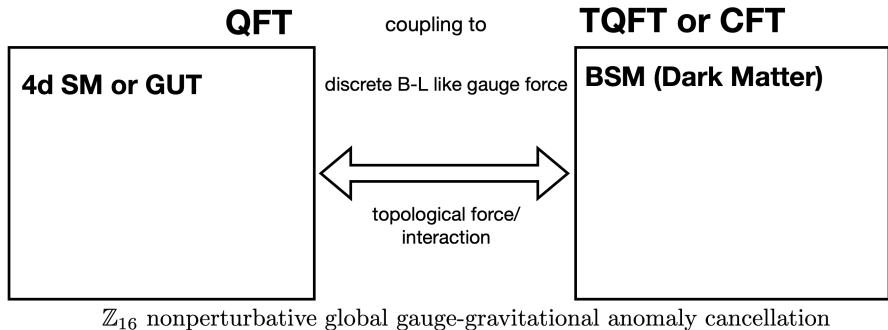 QFT
coupling to
TQFT or CFT
4d SM or GUT
discrete B-L like gauge force
BSM (Dark Matter)
topological force/
interaction
ℤ₁₆ nonperturbative global gauge-gravitational anomaly cancellation